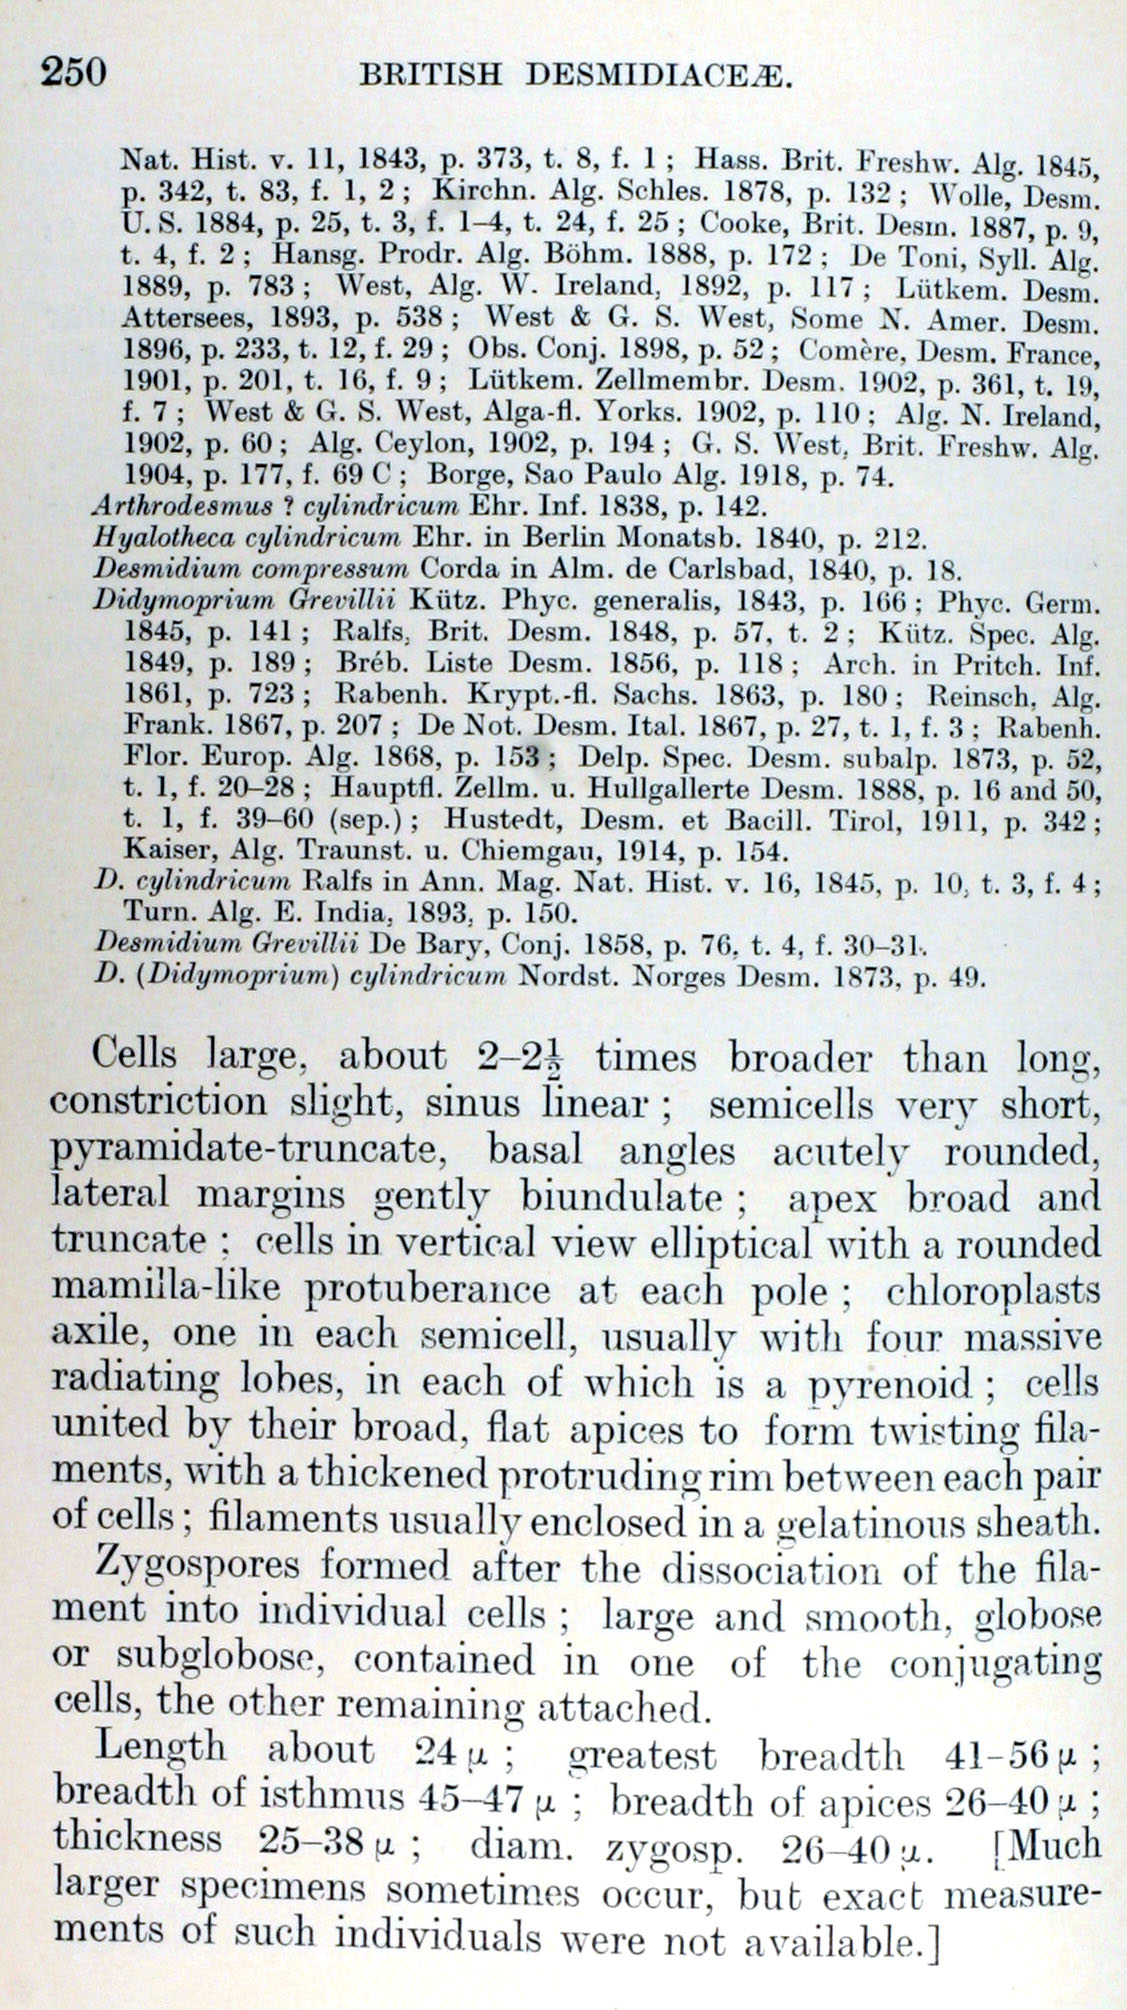 250 BRITISH DESMIDIACEÆ.
Nat. Hist. v. 11, 1843, p. 373, t. 8, f. 1 ; Hass. Brit. Freshw. Alg. 1845,
p. 342, t. 83, f. 1, 2 ; Kirchn. Alg. Schles. 1878, p. 132 ; Wolle, Desm.
U. S. 1884, p. 25, t. 3, f. 1–4, t. 24, f. 25 ; Cooke, Brit. Desm. 1887, p. 9,
t. 4, f. 2 ; Hansg. Prodr. Alg. Böhm. 1888, p. 172 ; De Toni, Syll. Alg.
1889, p. 783 ; West, Alg. W. Ireland, 1892, p. 117 ; Lütkem. Desm.
Attersees, 1893, p. 538 ; West & G. S. West, Some N. Amer. Desm.
1896, p. 233, t. 12, f. 29 ; Obs. Conj. 1898, p. 52 ; Comère, Desm. France,
1901, p. 201, t. 16, f. 9 ; Lütkem. Zellmembr. Desm. 1902, p. 361, t. 19,
f. 7 ; West & G. S. West, Alga-fl. Yorks. 1902, p. 110 ; Alg. N. Ireland,
1902, p. 60 ; Alg. Ceylon, 1902, p. 194 ; G. S. West, Brit. Freshw. Alg.
1904, p. 177, f. 69 C ; Borge, Sao Paulo Alg. 1918, p. 74.
Arthrodesmus ? cylindricum Ehr. Inf. 1838, p. 142.
Hyalotheca cylindricum Ehr. in Berlin Monatsb. 1840, p. 212.
Desmidium compressum Corda in Alm. de Carlsbad, 1840, p. 18.
Didymoprium Grevillii Kütz. Phyc. generalis, 1843, p. 166 ; Phyc. Germ.
1845, p. 141 ; Ralfs, Brit. Desm. 1848, p. 57, t. 2 ; Kütz. Spec. Alg.
1849, p. 189 ; Bréb. Liste Desm. 1856, p. 118 ; Arch. in Pritch. Inf.
1861, p. 723 ; Rabenh. Krypt.-fl. Sachs. 1863, p. 180 ; Reinsch, Alg.
Frank. 1867, p. 207 ; De Not. Desm. Ital. 1867, p. 27, t. 1, f. 3 ; Rabenh.
Flor. Europ. Alg. 1868, p. 153 ; Delp. Spec. Desm. subalp. 1873, p. 52,
t. 1, f. 20–28 ; Hauptfl. Zellm. u. Hullgallerte Desm. 1888, p. 16 and 50,
t. 1, f. 39–60 (sep.) ; Hustedt, Desm. et Bacill. Tirol, 1911, p. 342 ;
Kaiser, Alg. Traunst. u. Chiemgau, 1914, p. 154.
D. cylindricum Ralfs in Ann. Mag. Nat. Hist. v. 16, 1845, p. 10, t. 3, f. 4 ;
Turn. Alg. E. India, 1893, p. 150.
Desmidium Grevillii De Bary, Conj. 1858, p. 76, t. 4, f. 30–31.
D. (Didymoprium) cylindricum Nordst. Norges Desm. 1873, p. 49.
Cells large, about 2–2½ times broader than long,
constriction slight, sinus linear ; semicells very short,
pyramidate-truncate, basal angles acutely rounded,
lateral margins gently biundulate ; apex broad and
truncate ; cells in vertical view elliptical with a rounded
mamilla-like protuberance at each pole ; chloroplasts
axile, one in each semicell, usually with four massive
radiating lobes, in each of which is a pyrenoid ; cells
united by their broad, flat apices to form twisting fila-
ments, with a thickened protruding rim between each pair
of cells ; filaments usually enclosed in a gelatinous sheath.
Zygospores formed after the dissociation of the fila-
ment into individual cells ; large and smooth, globose
or subglobose, contained in one of the conjugating
cells, the other remaining attached.
Length about 24 µ ; greatest breadth 41–56 µ ;
breadth of isthmus 45–47 µ ; breadth of apices 26–40 µ ;
thickness 25–38 µ ; diam. zygosp. 26–40 µ. [Much
larger specimens sometimes occur, but exact measure-
ments of such individuals were not available.]